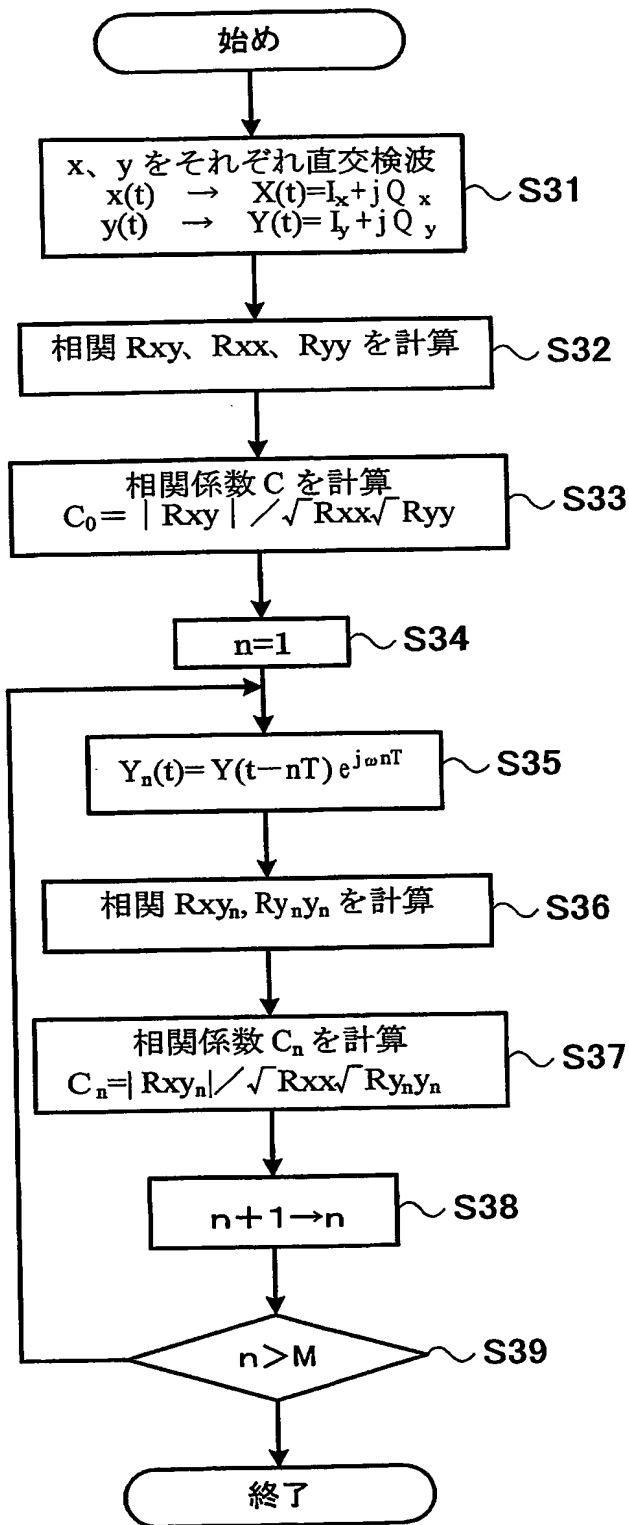 始め
x、y をそれぞれ直交検波
x(t) → X(t)=Ix+jQx
y(t) → Y(t)=Iy+jQy
S31
相関 Rxy、Rxx、Ryy を計算
S32
相関係数 C を計算
C₀=|Rxy|/√Rxx√Ryy
S33
n=1
S34
Yn(t)=Y(t−nT)e^jωnT
S35
相関 Rxyn, Rynyn を計算
S36
相関係数 Cn を計算
Cn=|Rxyn|/√Rxx√Rynyn
S37
n+1→n
S38
n>M
S39
終了